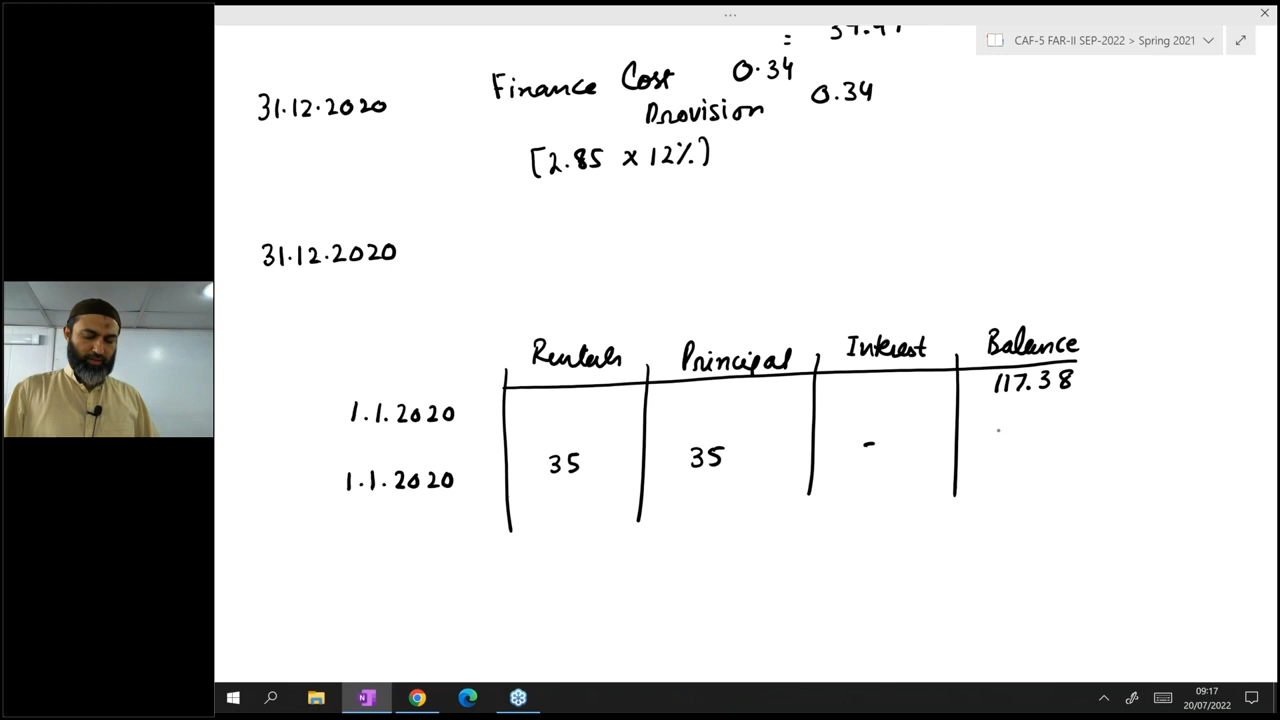 CAF-5 FAR-II SEP-2022 > Spring 2021
=
31.12.2020 Finance Cost 0.34
Provision 0.34
[2.85 x 12%]
31.12.2020
Rentals Principal Interest Balance
117.38
1.1.2020
1.1.2020 35 35 -
09:17
20/07/2022